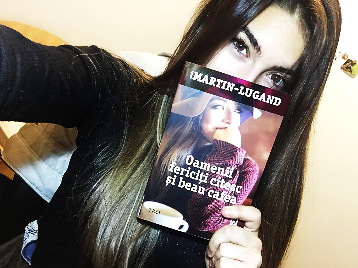 MARTIN-LUGAND
Oamenii
fericiți citesc
și beau cafea